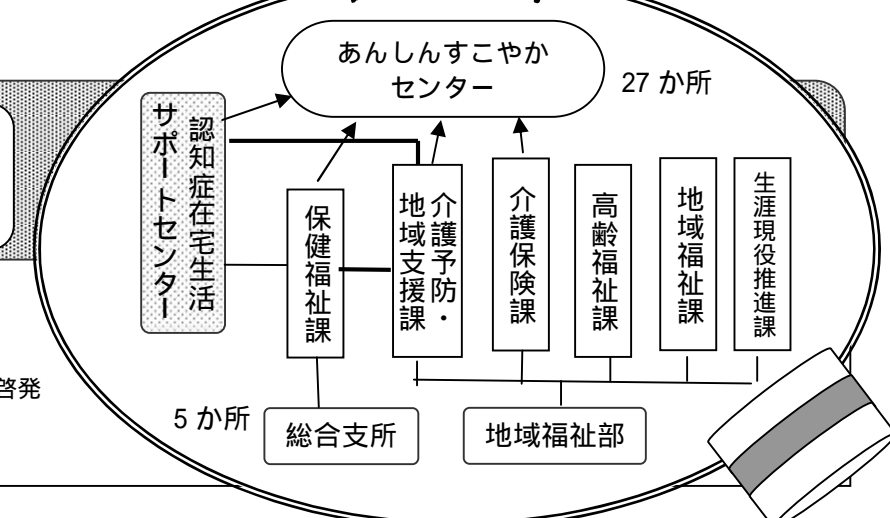 あんしんすこやか
センター
27 か所
認知症在宅生活
サポートセンター
保健福祉課
介護予防・
地域支援課
介護保険課
高齢福祉課
地域福祉課
生涯現役推進課
啓発
5 か所
総合支所
地域福祉部